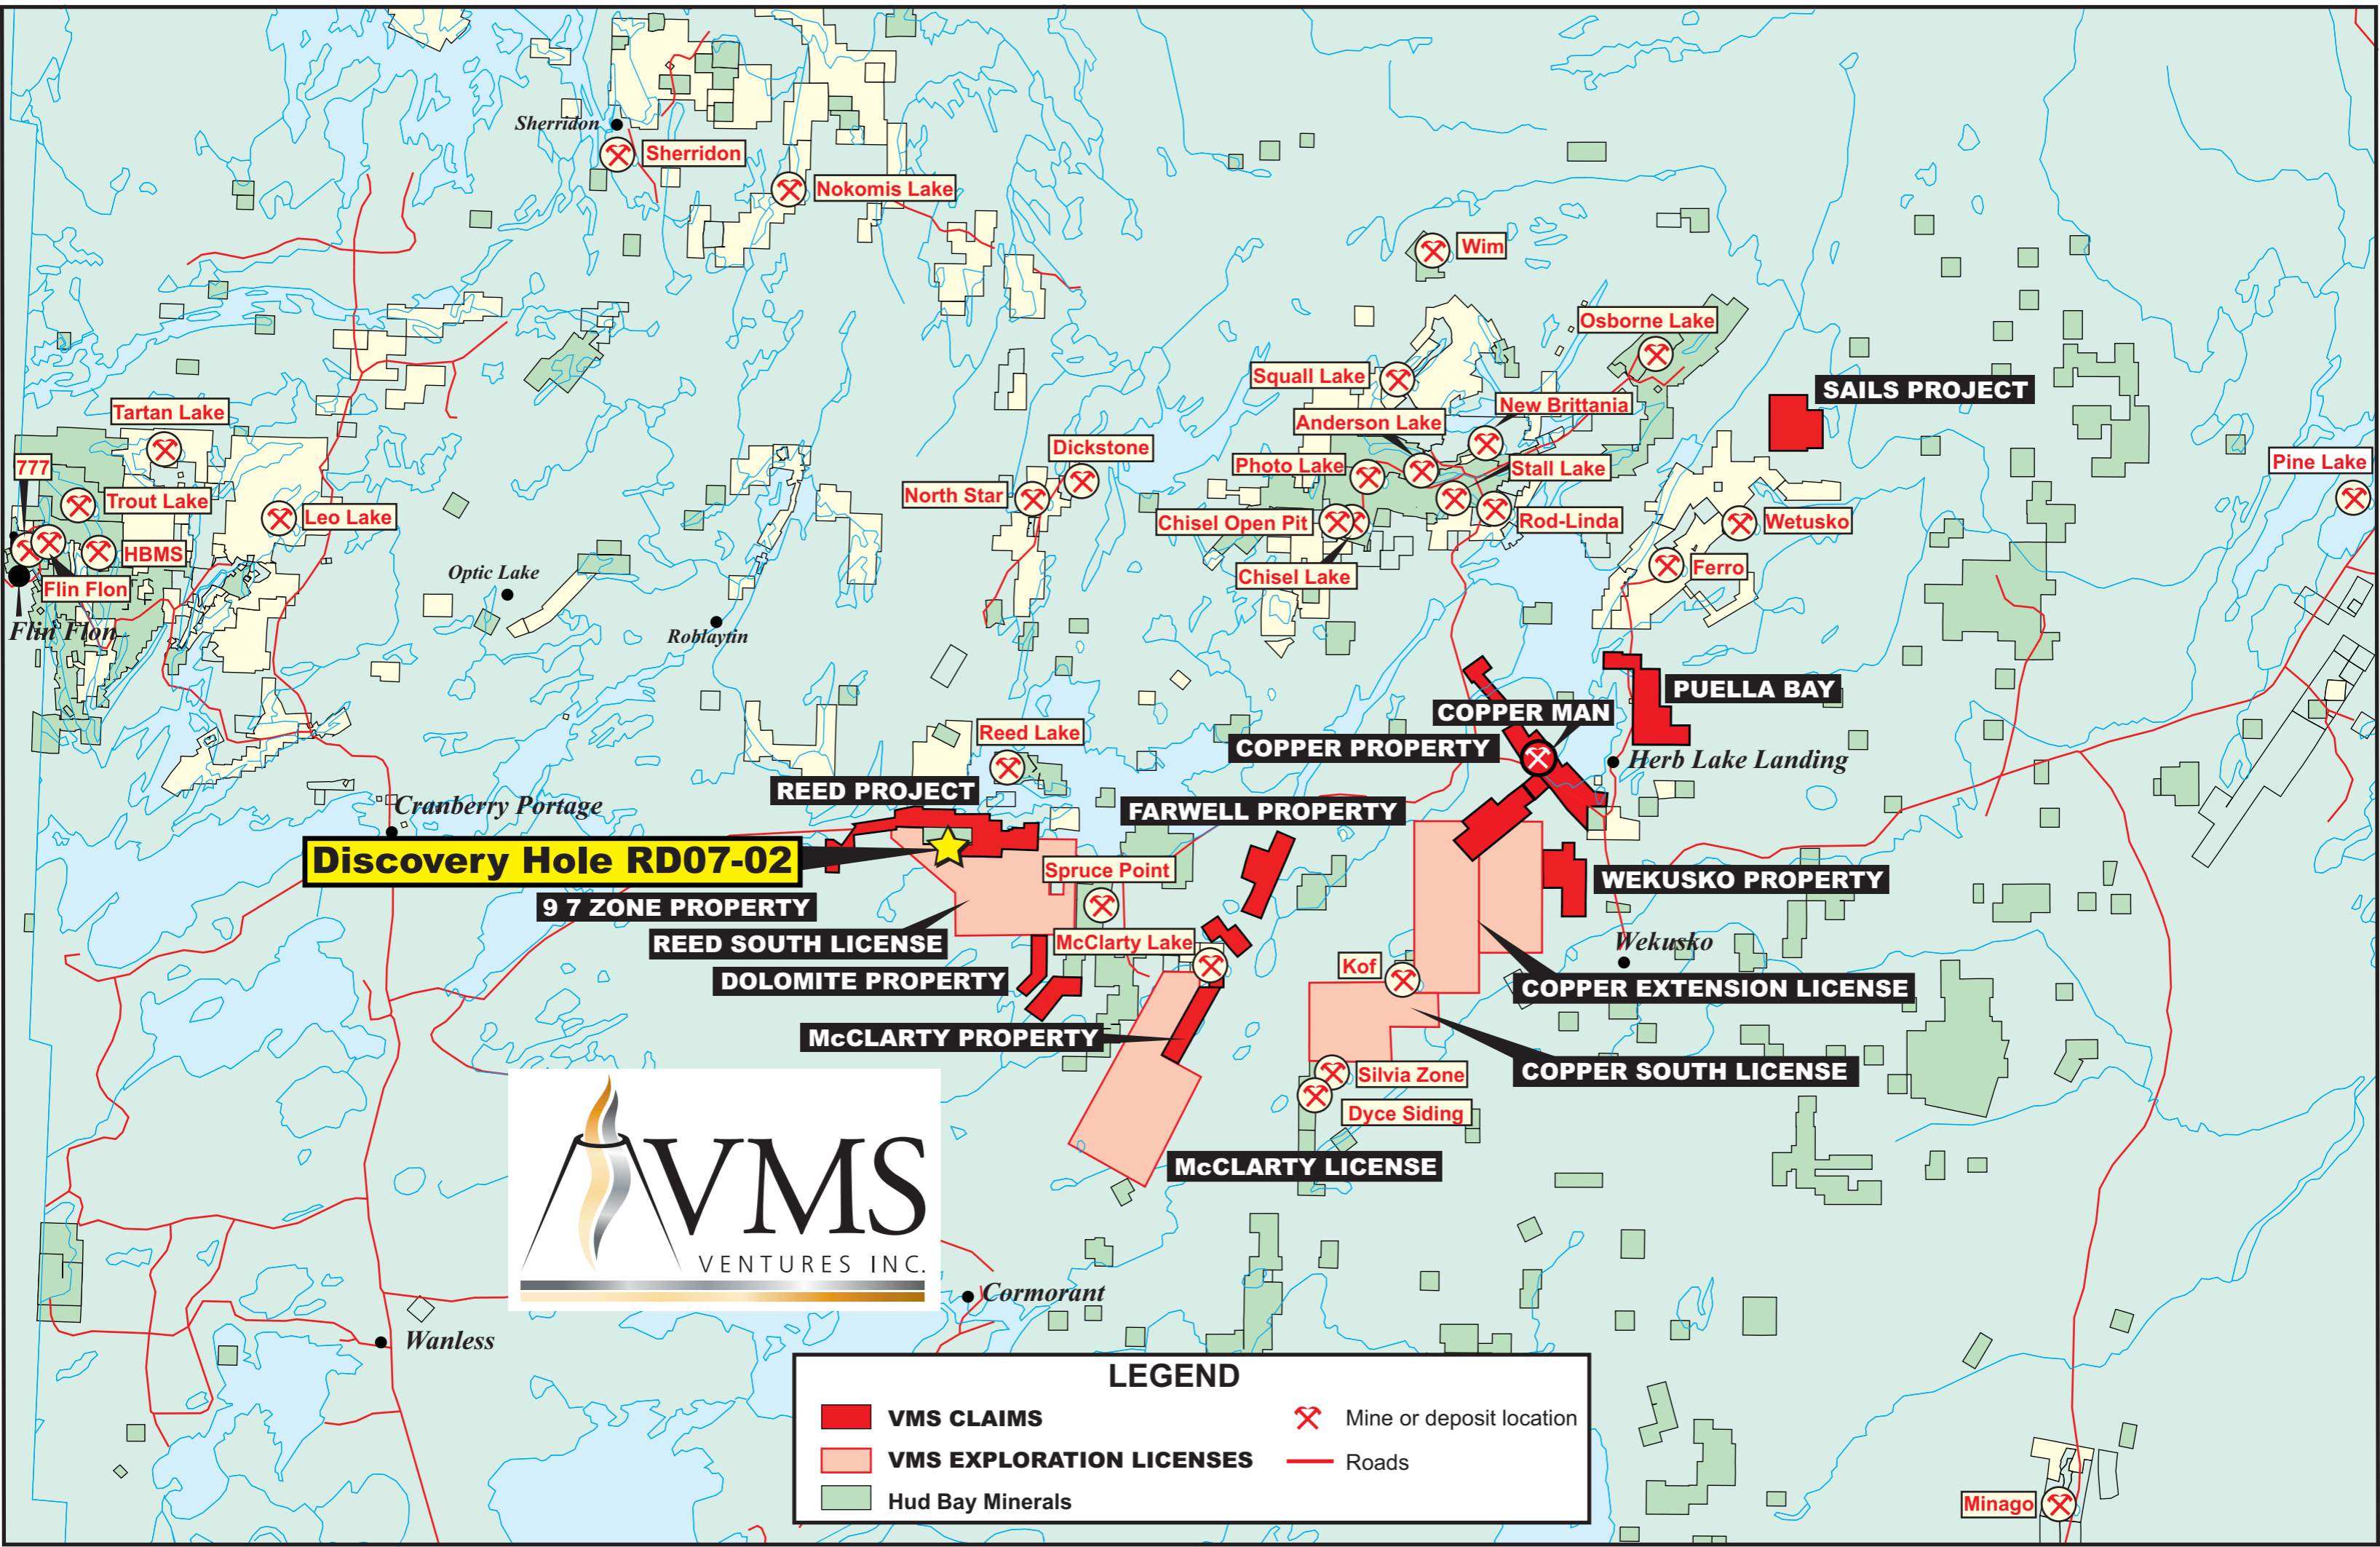 Sherridon
Sherridon
Nokomis Lake
Wim
Osborne Lake
Squall Lake
SAILS PROJECT
New Brittania
Tartan Lake
Anderson Lake
Dickstone
Pine Lake
777
Photo Lake
Stall Lake
North Star
Trout Lake
Leo Lake
Chisel Open Pit
Rod-Linda
Wetusko
HBMS
Optic Lake
Chisel Lake
Ferro
Flin Flon
Flin Flon
Roblaytin
PUELLA BAY
COPPER MAN
Reed Lake
COPPER PROPERTY
Herb Lake Landing
REED PROJECT
Cranberry Portage
FARWELL PROPERTY
Discovery Hole RD07-02
Spruce Point
WEKUSKO PROPERTY
9 7 ZONE PROPERTY
REED SOUTH LICENSE
McClarty Lake
Wekusko
Kof
DOLOMITE PROPERTY
COPPER EXTENSION LICENSE
McCLARTY PROPERTY
COPPER SOUTH LICENSE
Silvia Zone
Dyce Siding
McCLARTY LICENSE
VMS
VENTURES INC.
Cormorant
Wanless
LEGEND
VMS CLAIMS
Mine or deposit location
VMS EXPLORATION LICENSES
Roads
Hud Bay Minerals
Minago